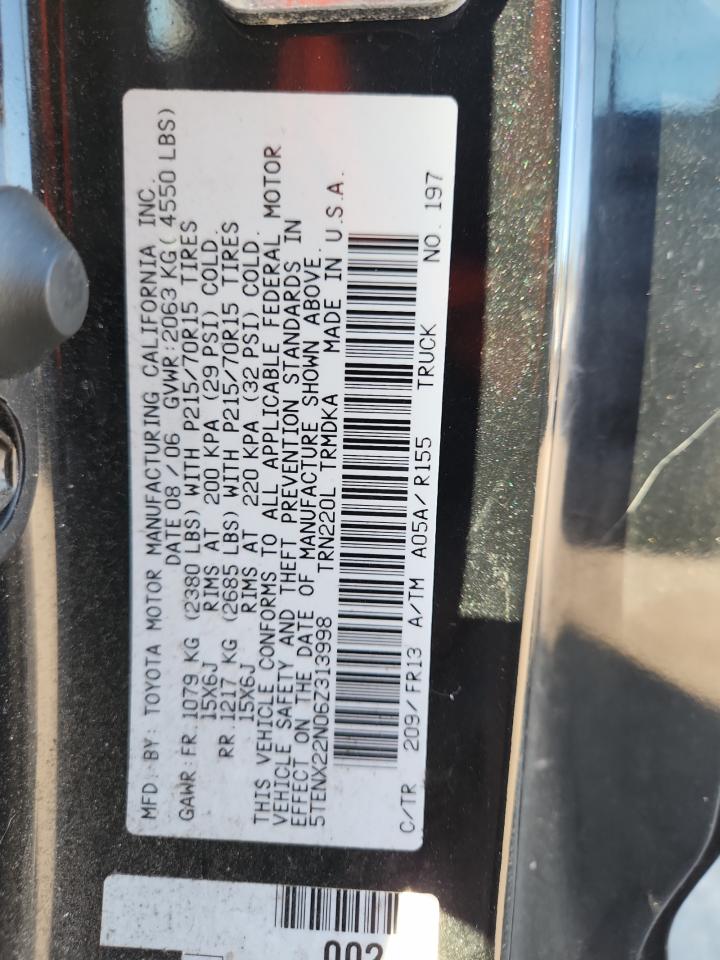 MFD. BY: TOYOTA MOTOR MANUFACTURING CALIFORNIA INC.
DATE 08/06 GVWR:2063 KG( 4550 LBS)
GAWR:FR.1079 KG (2380 LBS) WITH P215/70R15 TIRES
15X6J RIMS AT 200 KPA (29 PSI) COLD.
RR.1217 KG (2685 LBS) WITH P215/70R15 TIRES
15X6J RIMS AT 220 KPA (32 PSI) COLD.
THIS VEHICLE CONFORMS TO ALL APPLICABLE FEDERAL MOTOR
VEHICLE SAFETY AND THEFT PREVENTION STANDARDS IN
EFFECT ON THE DATE OF MANUFACTURE SHOWN ABOVE.
5TENX22N06Z313998 TRN220L TRMDKA MADE IN U.S.A.
C/TR 209/FR13 A/TM A05A/R155 TRUCK NO. 197